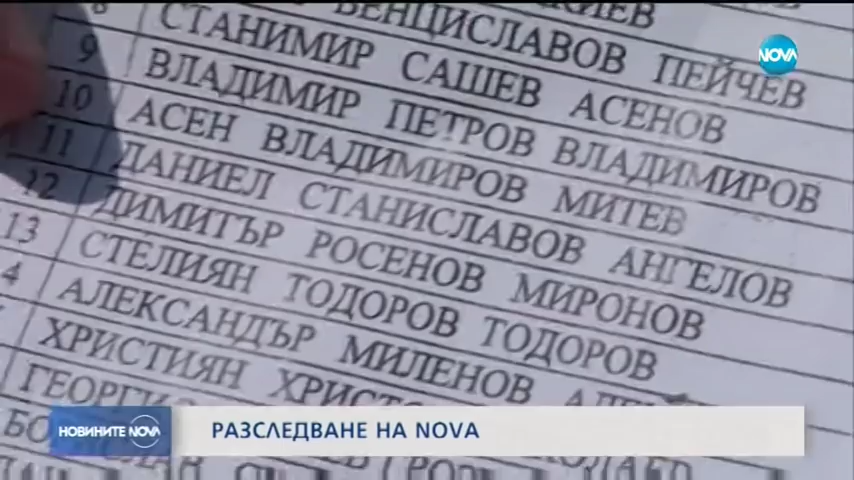 8 ВЕНЦИСЛАВОВ ПЕЙЧЕВ
9 СТАНИМИР САШЕВ АСЕНОВ
10 ВЛАДИМИР ПЕТРОВ ВЛАДИМИРОВ
11 АСЕН ВЛАДИМИРОВ МИТЕВ
12 ДАНИЕЛ СТАНИСЛАВОВ АНГЕЛОВ
13 ДИМИТЪР РОСЕНОВ МИРОНОВ
СТЕЛИЯН ТОДОРОВ ТОДОРОВ
АЛЕКСАНДЪР МИЛЕНОВ
ХРИСТИЯН
NOVA
НОВИНИТЕ NOVA
РАЗСЛЕДВАНЕ НА NOVA